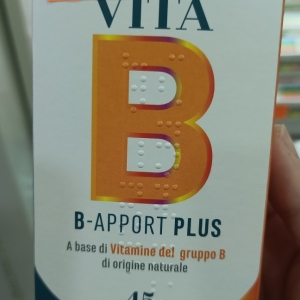 VITA
B
B-APPORT PLUS
A base di Vitamine del gruppo B
di origine naturale
45